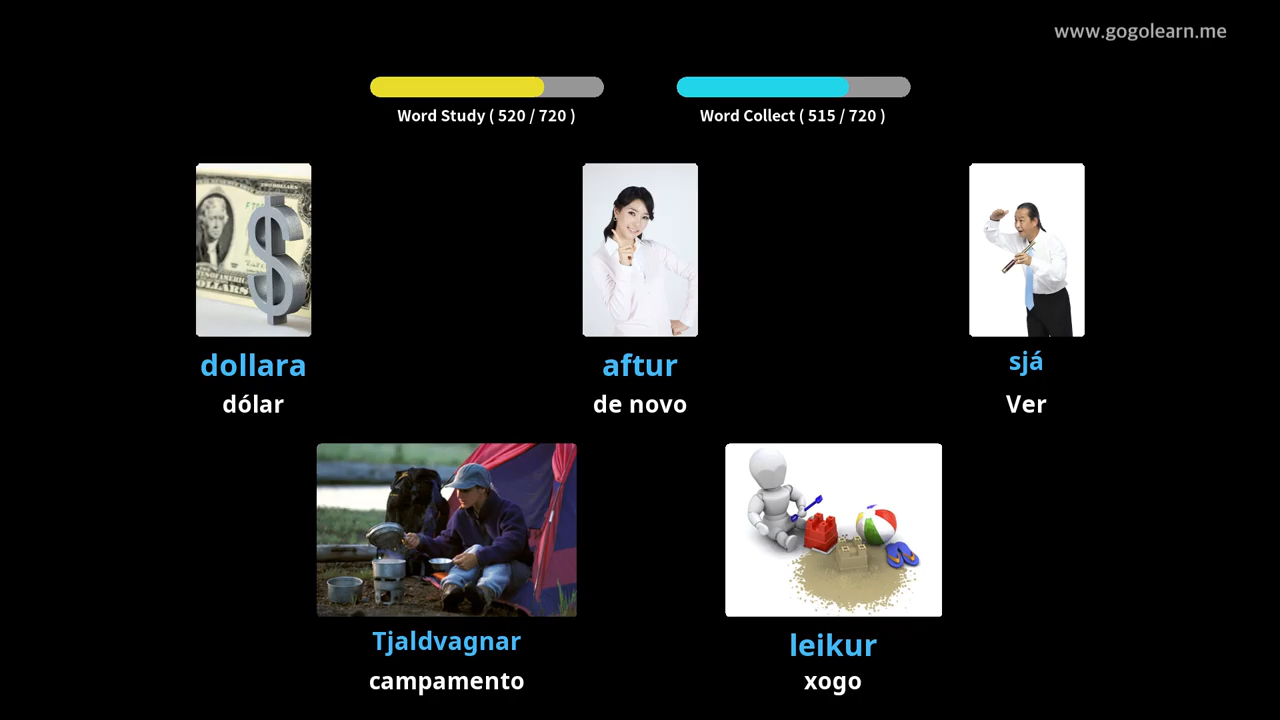 www.gogolearn.me
Word Study ( 520 / 720 )
Word Collect ( 515 / 720 )
dollara
dólar
aftur
de novo
sjá
Ver
Tjaldvagnar
campamento
leikur
xogo